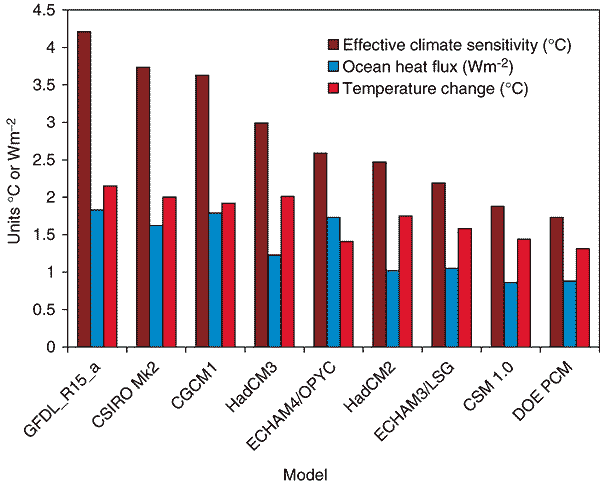 4.5
4
3.5
3
2.5
2
1.5
1
0.5
0
Units °C or Wm⁻²
Effective climate sensitivity (°C)
Ocean heat flux (Wm⁻²)
Temperature change (°C)
GFDL_R15_a
CSIRO Mk2
CGCM1
HadCM3
ECHAM4/OPYC
HadCM2
ECHAM3/LSG
CSM 1.0
DOE PCM
Model